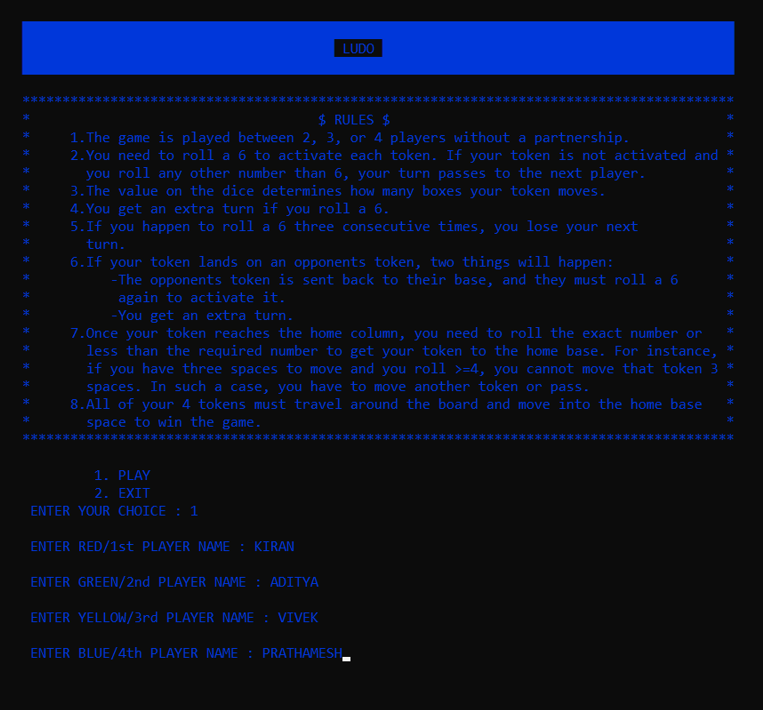 LUDO
*****************************************************************************************
* $ RULES $ *
* 1.The game is played between 2, 3, or 4 players without a partnership. *
* 2.You need to roll a 6 to activate each token. If your token is not activated and *
* you roll any other number than 6, your turn passes to the next player. *
* 3.The value on the dice determines how many boxes your token moves. *
* 4.You get an extra turn if you roll a 6. *
* 5.If you happen to roll a 6 three consecutive times, you lose your next *
* turn. *
* 6.If your token lands on an opponents token, two things will happen: *
* -The opponents token is sent back to their base, and they must roll a 6 *
* again to activate it. *
* -You get an extra turn. *
* 7.Once your token reaches the home column, you need to roll the exact number or *
* less than the required number to get your token to the home base. For instance, *
* if you have three spaces to move and you roll >=4, you cannot move that token 3 *
* spaces. In such a case, you have to move another token or pass. *
* 8.All of your 4 tokens must travel around the board and move into the home base *
* space to win the game. *
*****************************************************************************************
1. PLAY
2. EXIT
ENTER YOUR CHOICE : 1
ENTER RED/1st PLAYER NAME : KIRAN
ENTER GREEN/2nd PLAYER NAME : ADITYA
ENTER YELLOW/3rd PLAYER NAME : VIVEK
ENTER BLUE/4th PLAYER NAME : PRATHAMESH